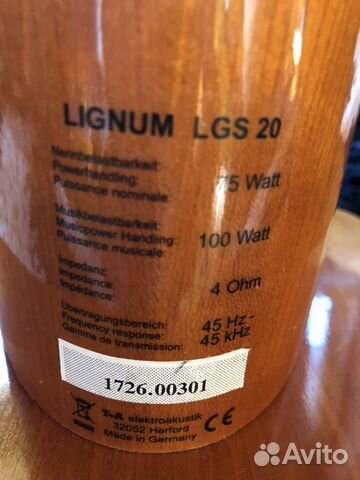 LIGNUM LGS 20
Nennbelastbarkeit:
Powerhandling: 75 Watt
Puissance nominale:
Musikbelastbarkeit:
Musicpower Handling: 100 Watt
Puissance musicale:
Impedanz:
Impedance: 4 Ohm
Impédance:
Übertragungsbereich: 45 Hz -
Frequency response: 45 kHz
Gamme de transmission:
1726.00301
T+A elektroakustik
32052 Herford CE
Made in Germany
Avito